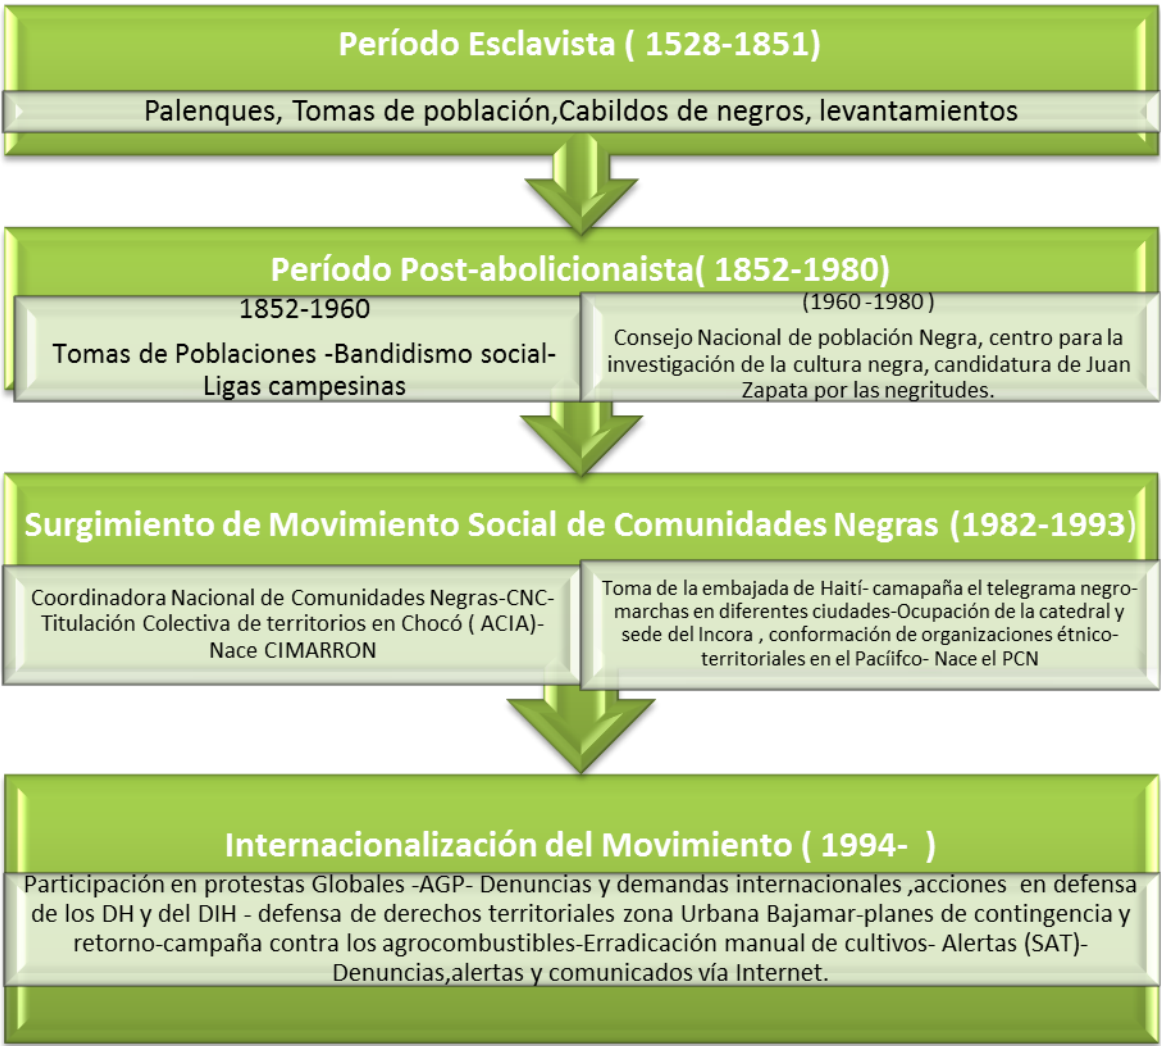 Período Esclavista ( 1528-1851)
Palenques, Tomas de población,Cabildos de negros, levantamientos
Período Post-abolicionaista( 1852-1980)
1852-1960
Tomas de Poblaciones -Bandidismo social-
Ligas campesinas
(1960 -1980 )
Consejo Nacional de población Negra, centro para la
investigación de la cultura negra, candidatura de Juan
Zapata por las negritudes.
Surgimiento de Movimiento Social de Comunidades Negras (1982-1993)
Coordinadora Nacional de Comunidades Negras-CNC-
Titulación Colectiva de territorios en Chocó ( ACIA)-
Nace CIMARRON
Toma de la embajada de Haití- camapaña el telegrama negro-
marchas en diferentes ciudades-Ocupación de la catedral y
sede del Incora , conformación de organizaciones étnico-
territoriales en el Pacíifco- Nace el PCN
Internacionalización del Movimiento ( 1994-  )
Participación en protestas Globales -AGP- Denuncias y demandas internacionales ,acciones  en defensa
de los DH y del DIH - defensa de derechos territoriales zona Urbana Bajamar-planes de contingencia y
retorno-campaña contra los agrocombustibles-Erradicación manual de cultivos- Alertas (SAT)-
Denuncias,alertas y comunicados vía Internet.